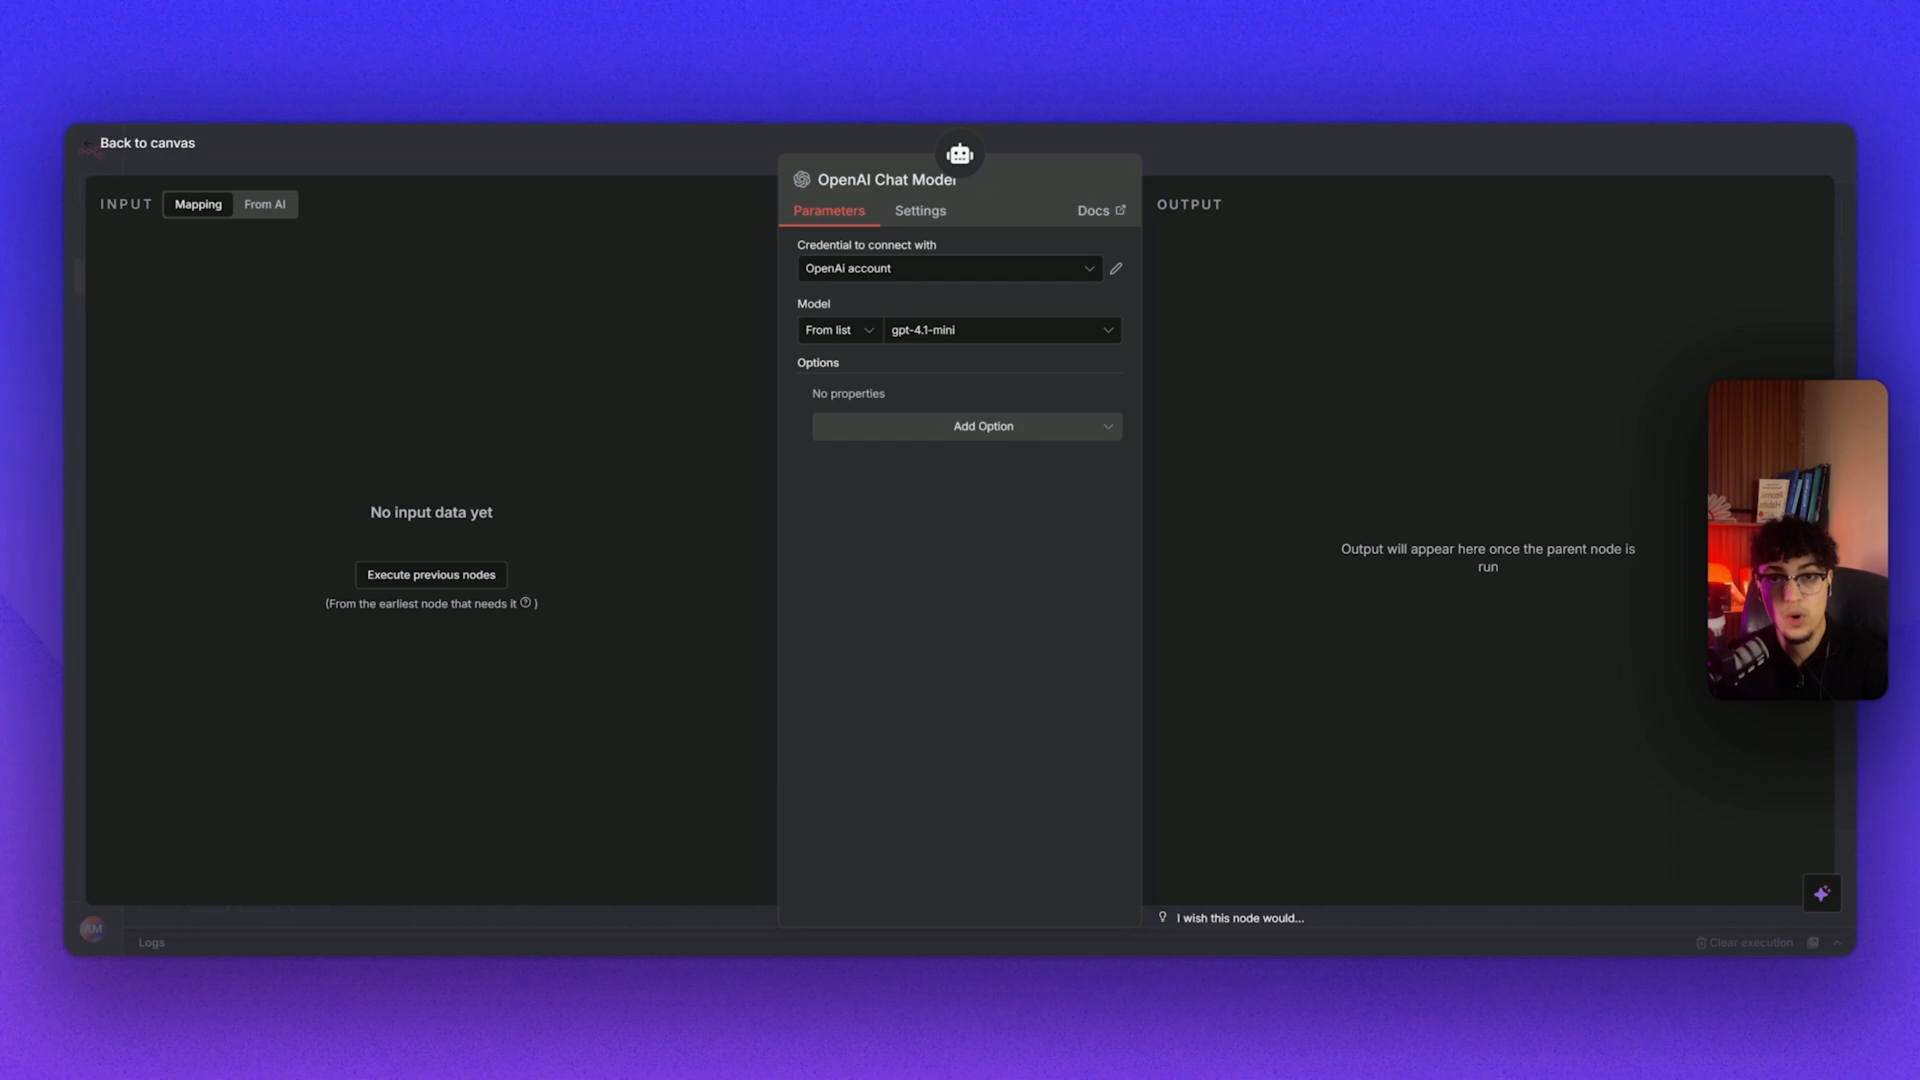 Back to canvas
INPUT
Mapping
From AI
No input data yet
Execute previous nodes
(From the earliest node that needs it ? )
OpenAI Chat Model
Parameters
Settings
Docs
Credential to connect with
OpenAi account
Model
From list
gpt-4.1-mini
Options
No properties
Add Option
OUTPUT
Output will appear here once the parent node is
run
I wish this node would...
AM
Logs
Clear execution